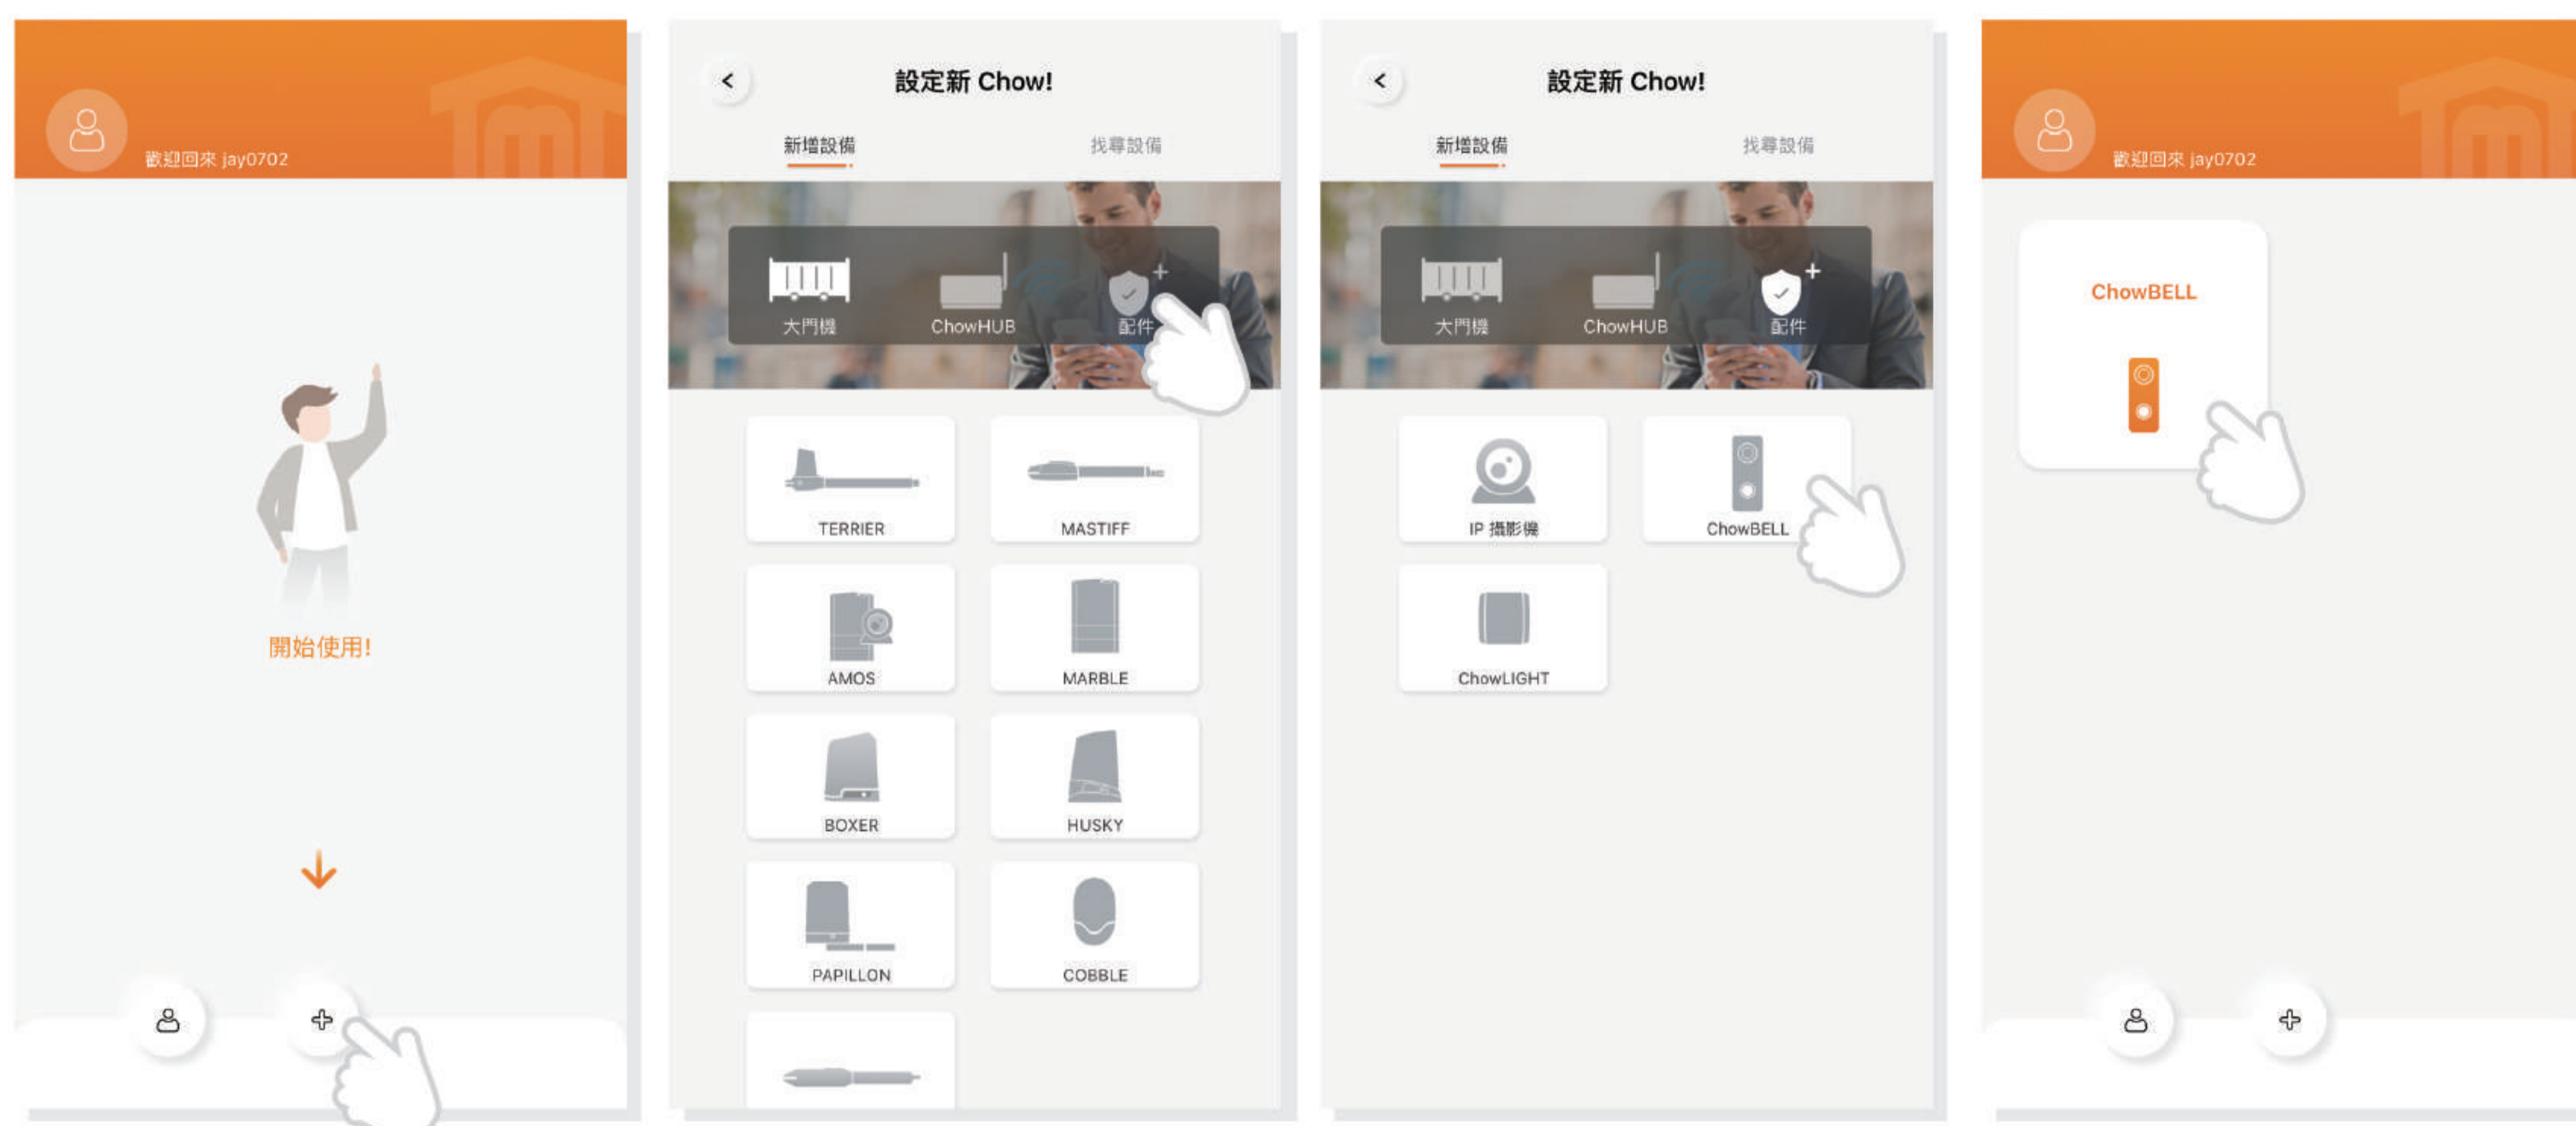 歡迎回來 jay0702
開始使用!
設定新 Chow!
新增設備
找尋設備
大門機
ChowHUB
配件
TERRIER
MASTIFF
AMOS
MARBLE
BOXER
HUSKY
PAPILLON
COBBLE
設定新 Chow!
新增設備
找尋設備
大門機
ChowHUB
配件
IP 攝影機
ChowBELL
ChowLIGHT
歡迎回來 jay0702
ChowBELL